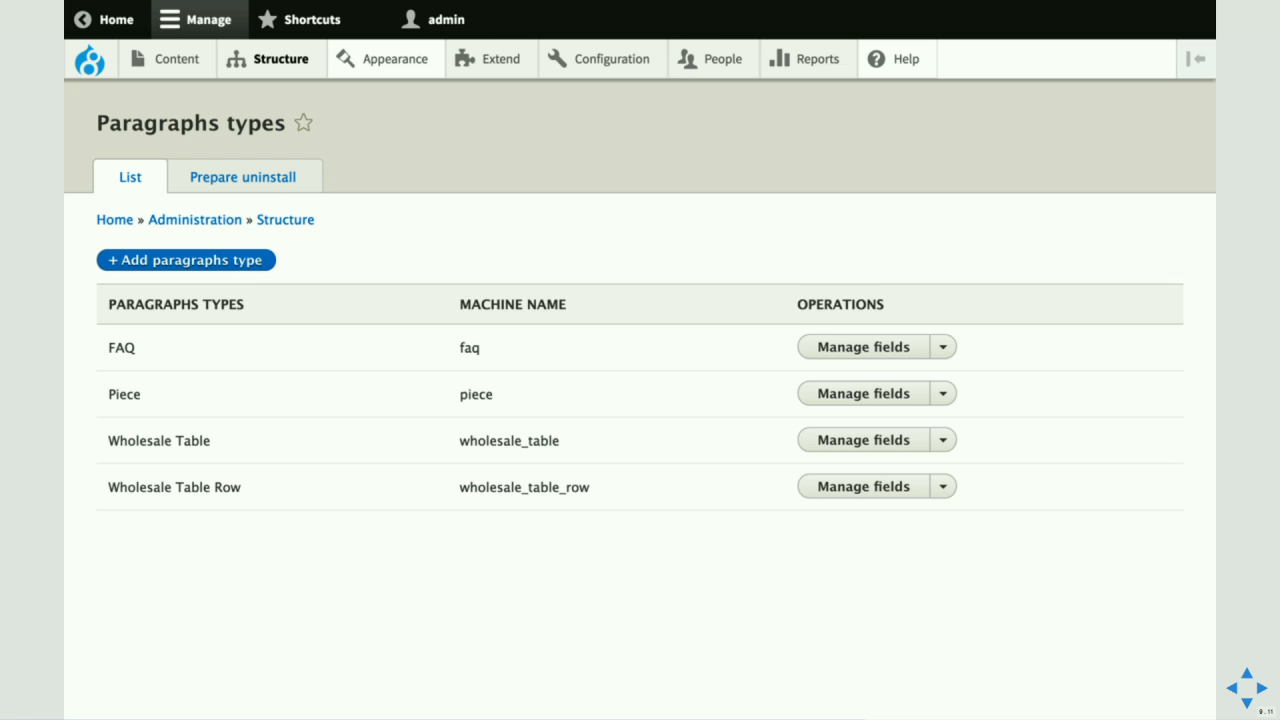 Home Manage Shortcuts admin
Content Structure Appearance Extend Configuration People Reports Help
Paragraphs types
List Prepare uninstall
Home » Administration » Structure
+ Add paragraphs type
PARAGRAPHS TYPES MACHINE NAME OPERATIONS
FAQ faq Manage fields
Piece piece Manage fields
Wholesale Table wholesale_table Manage fields
Wholesale Table Row wholesale_table_row Manage fields
9.11